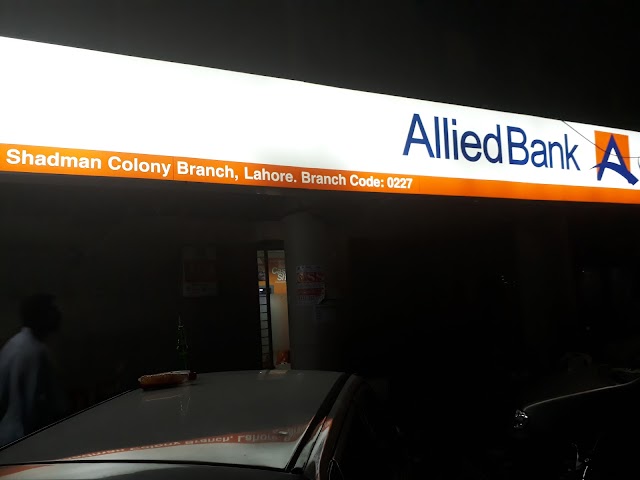 AlliedBank
Shadman Colony Branch, Lahore. Branch Code: 0227